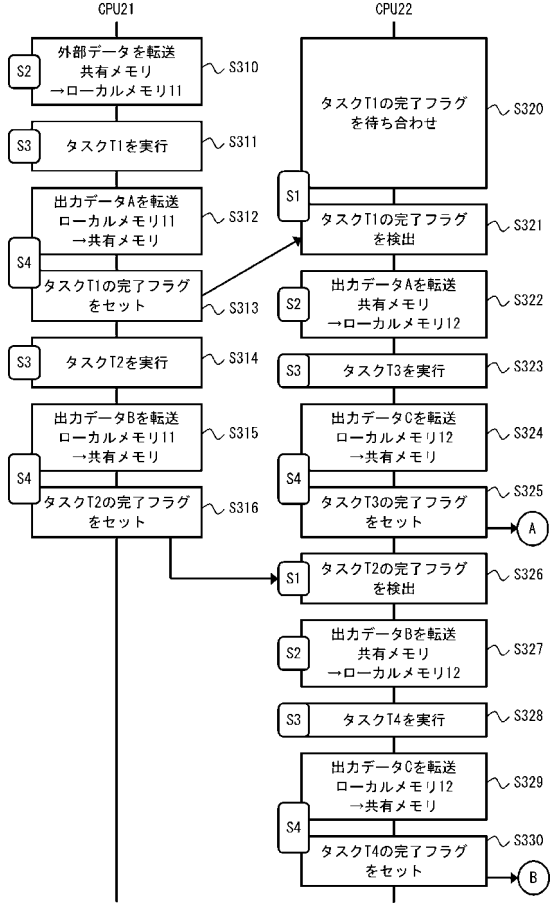 CPU21
S2
外部データを転送
共有メモリ
→ローカルメモリ11
S310
S3
タスクT1を実行
S311
出力データAを転送
ローカルメモリ11
→共有メモリ
S312
S4
タスクT1の完了フラグ
をセット
S313
S3
タスクT2を実行
S314
出力データBを転送
ローカルメモリ11
→共有メモリ
S315
S4
タスクT2の完了フラグ
をセット
S316
CPU22
タスクT1の完了フラグ
を待ち合わせ
S320
S1
タスクT1の完了フラグ
を検出
S321
S2
出力データAを転送
共有メモリ
→ローカルメモリ12
S322
S3
タスクT3を実行
S323
出力データCを転送
ローカルメモリ12
→共有メモリ
S324
S4
タスクT3の完了フラグ
をセット
S325
A
S1
タスクT2の完了フラグ
を検出
S326
S2
出力データBを転送
共有メモリ
→ローカルメモリ12
S327
S3
タスクT4を実行
S328
出力データCを転送
ローカルメモリ12
→共有メモリ
S329
S4
タスクT4の完了フラグ
をセット
S330
B